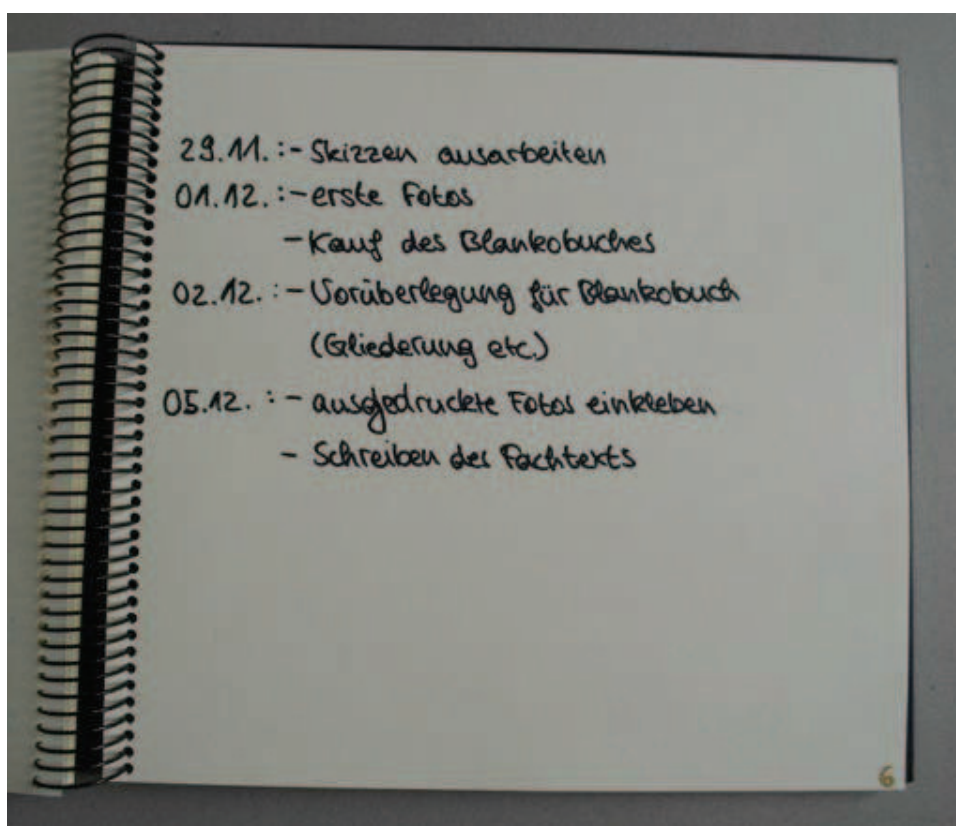 29.11.: - Skizzen ausarbeiten
01.12.: - erste Fotos
- Kauf des Blankobuches
02.12.: - Vorüberlegung für Blankobuch
(Gliederung etc.)
05.12.: - ausgedruckte Fotos einkleben
- Schreiben des Fachtexts
6